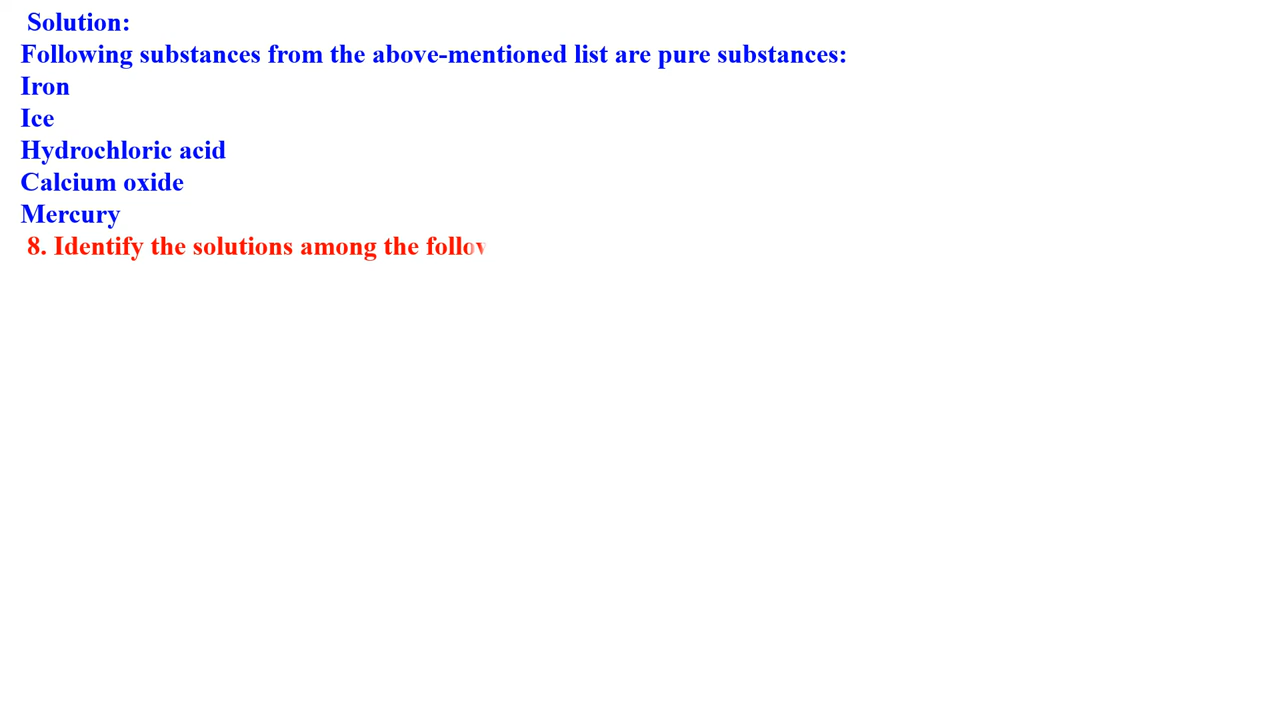 Solution:
Following substances from the above-mentioned list are pure substances:
Iron
Ice
Hydrochloric acid
Calcium oxide
Mercury
8. Identify the solutions among the